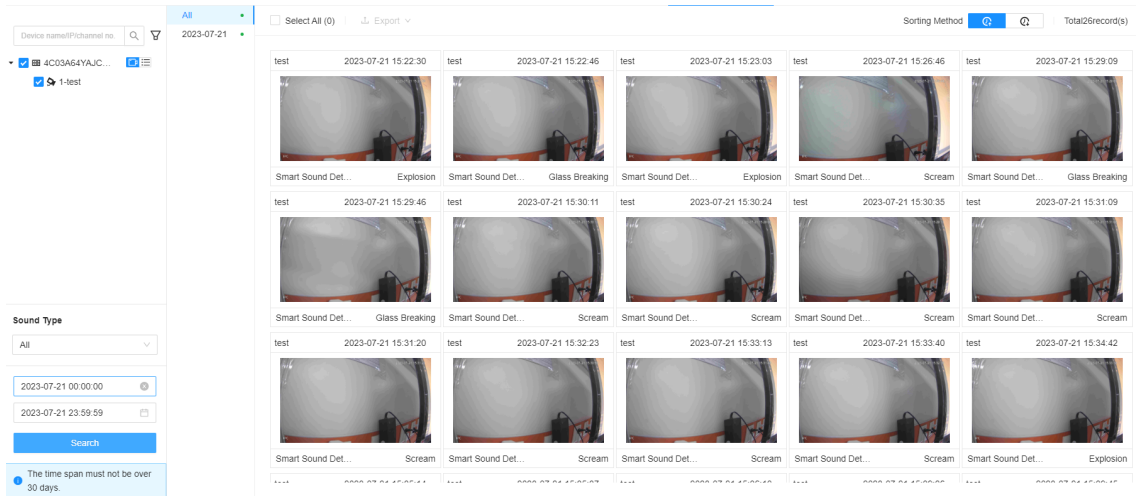 Device name/IP/channel no.
4C03A64YAJC...
1-test
Sound Type
All
2023-07-21 00:00:00
2023-07-21 23:59:59
Search
The time span must not be over
30 days.
All
2023-07-21
Select All (0)
Export
Sorting Method
Total26record(s)
test 2023-07-21 15:22:30
test 2023-07-21 15:22:46
test 2023-07-21 15:23:03
test 2023-07-21 15:26:46
test 2023-07-21 15:29:09
Smart Sound Det... Explosion
Smart Sound Det... Glass Breaking
Smart Sound Det... Explosion
Smart Sound Det... Scream
Smart Sound Det... Glass Breaking
test 2023-07-21 15:29:46
test 2023-07-21 15:30:11
test 2023-07-21 15:30:24
test 2023-07-21 15:30:35
test 2023-07-21 15:31:09
Smart Sound Det... Glass Breaking
Smart Sound Det... Scream
Smart Sound Det... Scream
Smart Sound Det... Scream
Smart Sound Det... Scream
test 2023-07-21 15:31:20
test 2023-07-21 15:32:23
test 2023-07-21 15:33:13
test 2023-07-21 15:33:40
test 2023-07-21 15:34:42
Smart Sound Det... Scream
Smart Sound Det... Scream
Smart Sound Det... Scream
Smart Sound Det... Scream
Smart Sound Det... Explosion